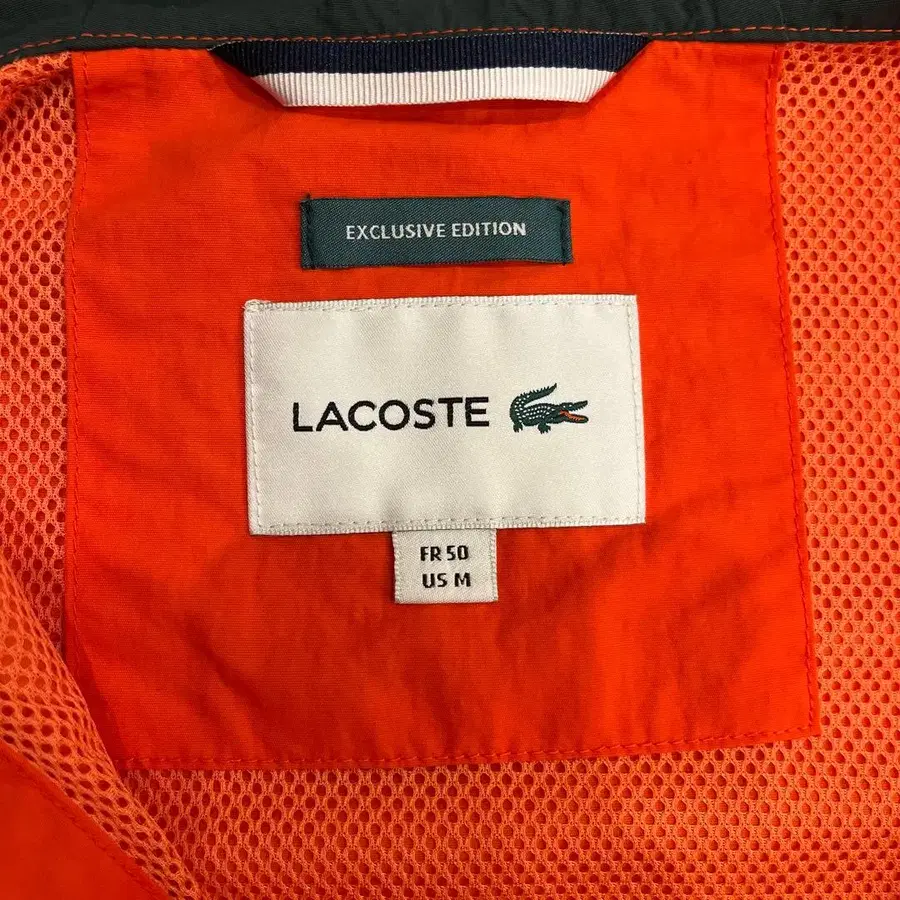 EXCLUSIVE EDITION
LACOSTE
FR 50
US M